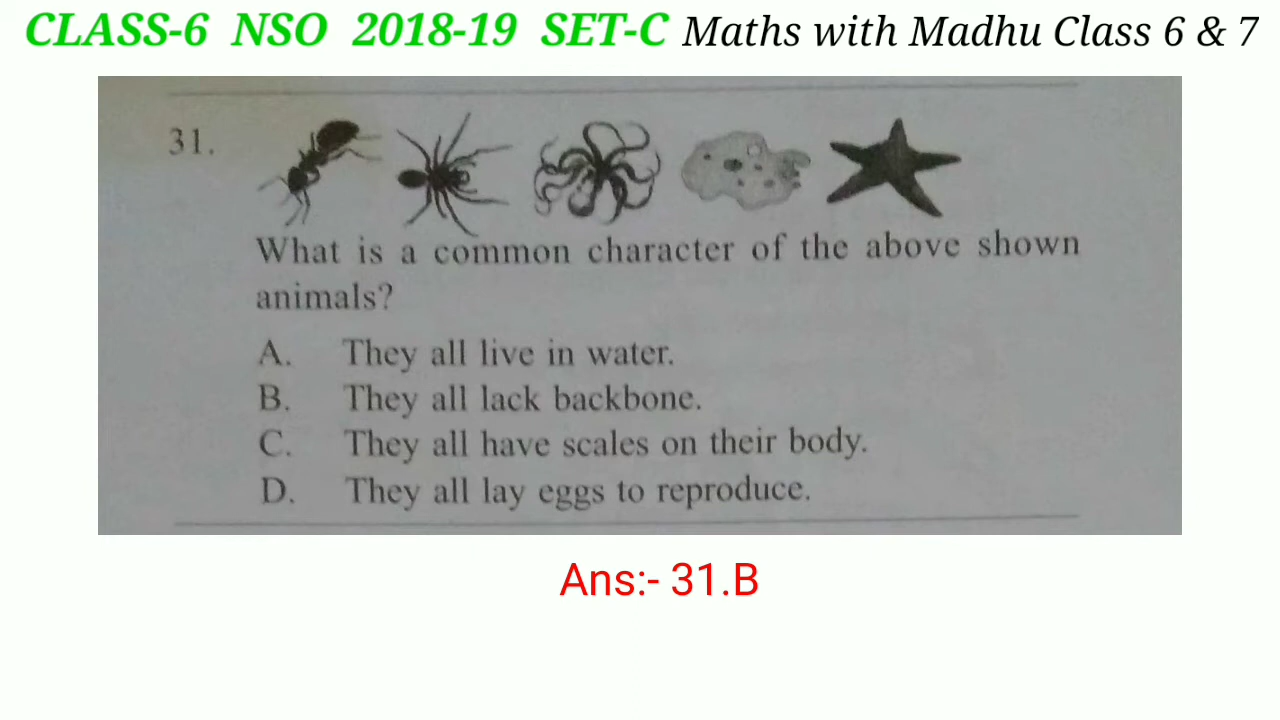 CLASS-6 NSO 2018-19 SET-C Maths with Madhu Class 6 & 7
31.
What is a common character of the above shown
animals?
A. They all live in water.
B. They all lack backbone.
C. They all have scales on their body.
D. They all lay eggs to reproduce.
Ans:- 31.B